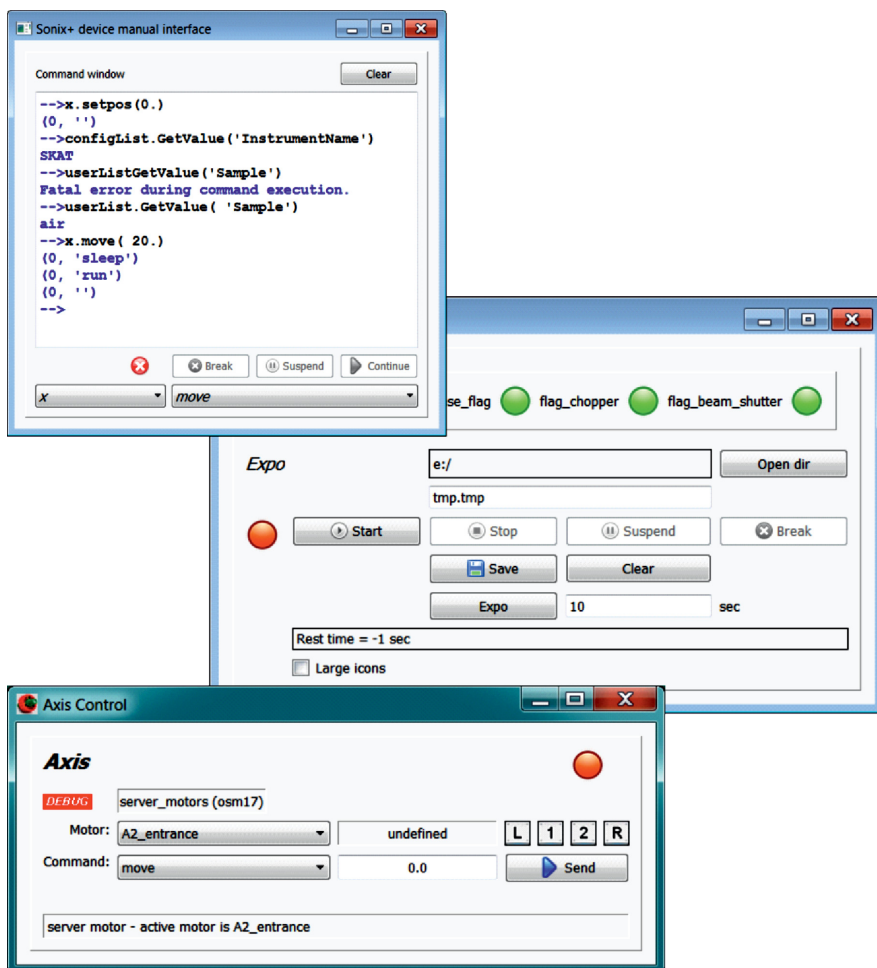 Sonix+ device manual interface
Command window
Clear
-->x.setpos(0.)
(0, '')
-->configList.GetValue('InstrumentName')
SKAT
-->userListGetValue('Sample')
Fatal error during command execution.
-->userList.GetValue( 'Sample')
air
-->x.move( 20.)
(0, 'sleep')
(0, 'run')
(0, '')
-->
Break Suspend Continue
x move
se_flag flag_chopper flag_beam_shutter
Expo e:/ Open dir
tmp.tmp
Start Stop Suspend Break
Save Clear
Expo 10 sec
Rest time = -1 sec
Large icons
Axis Control
Axis
DEBUG server_motors (osm17)
Motor: A2_entrance undefined L 1 2 R
Command: move 0.0 Send
server motor - active motor is A2_entrance